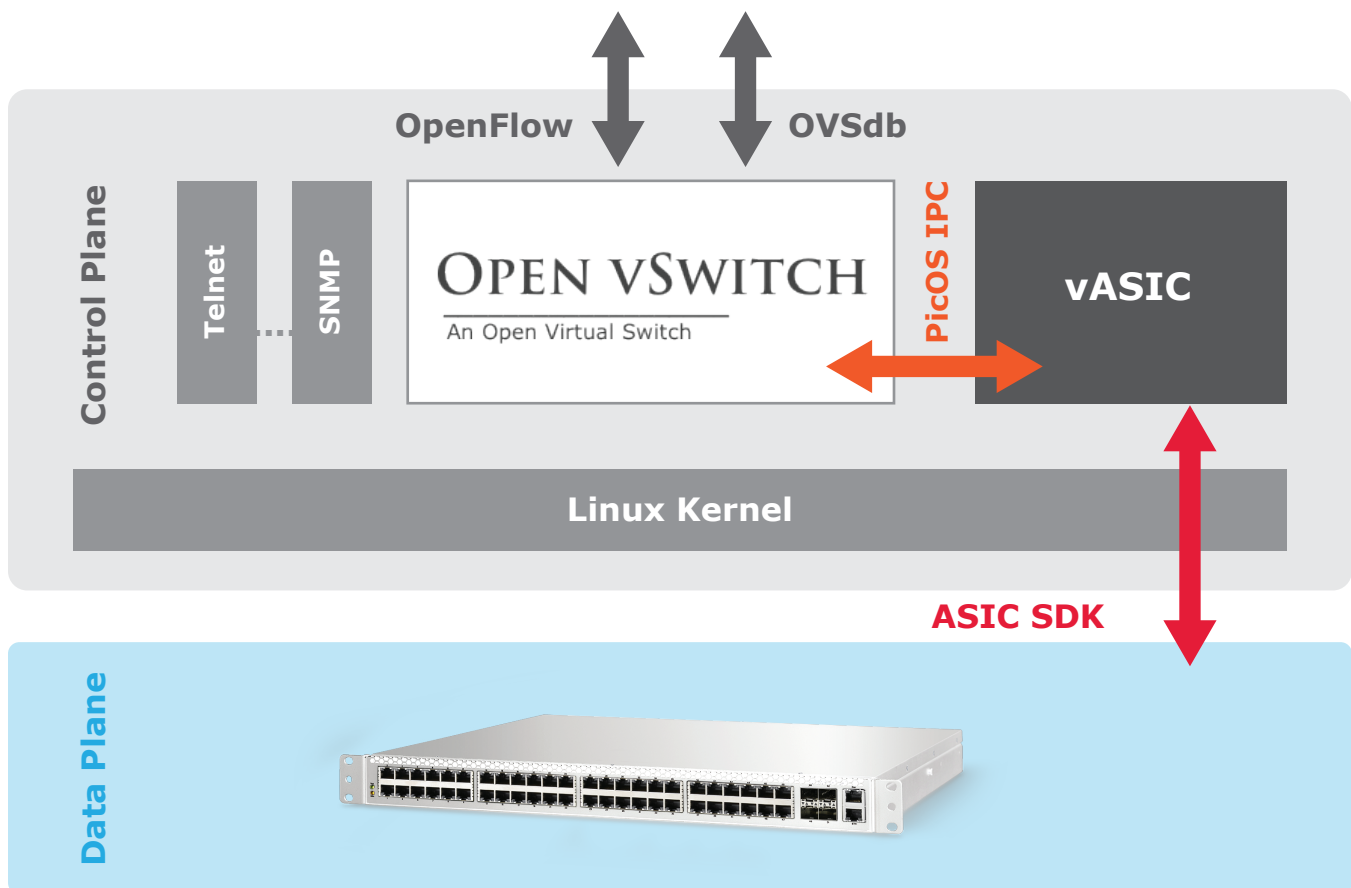 OpenFlow
OVSdb
Control Plane
Telnet
SNMP
OPEN VSWITCH
An Open Virtual Switch
PicOS IPC
vASIC
Linux Kernel
ASIC SDK
Data Plane